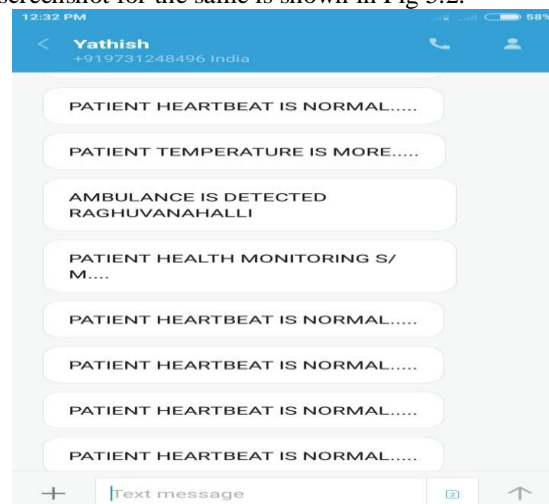 screenshot for the same is shown in Fig 5.2.
12:32 PM 58%
< Yathish
+919731248496 India
PATIENT HEARTBEAT IS NORMAL.....
PATIENT TEMPERATURE IS MORE.....
AMBULANCE IS DETECTED
RAGHUVANAHALLI
PATIENT HEALTH MONITORING S/
M....
PATIENT HEARTBEAT IS NORMAL.....
PATIENT HEARTBEAT IS NORMAL.....
PATIENT HEARTBEAT IS NORMAL.....
PATIENT HEARTBEAT IS NORMAL.....
Text message 2